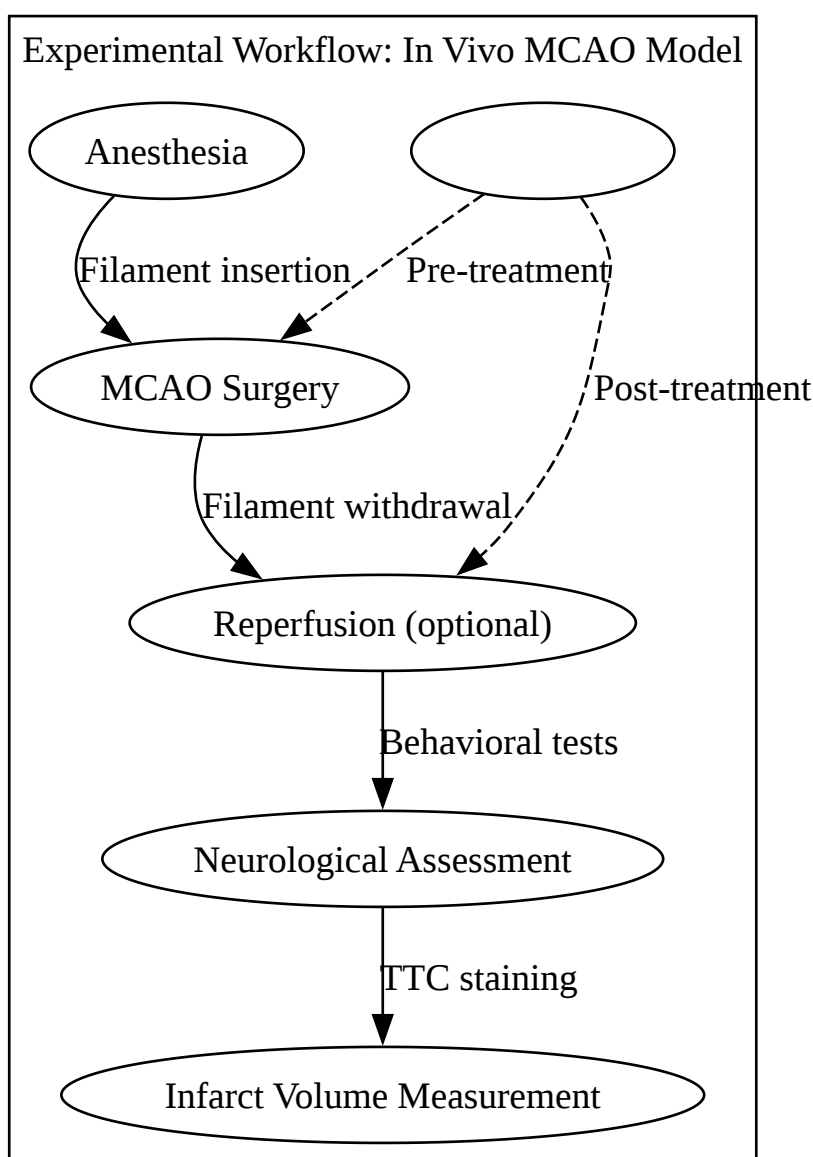 Experimental Workflow: In Vivo MCAO Model
Anesthesia
Filament insertion
Pre-treatment
MCAO Surgery
Post-treatment
Filament withdrawal
Reperfusion (optional)
Behavioral tests
Neurological Assessment
TTC staining
Infarct Volume Measurement